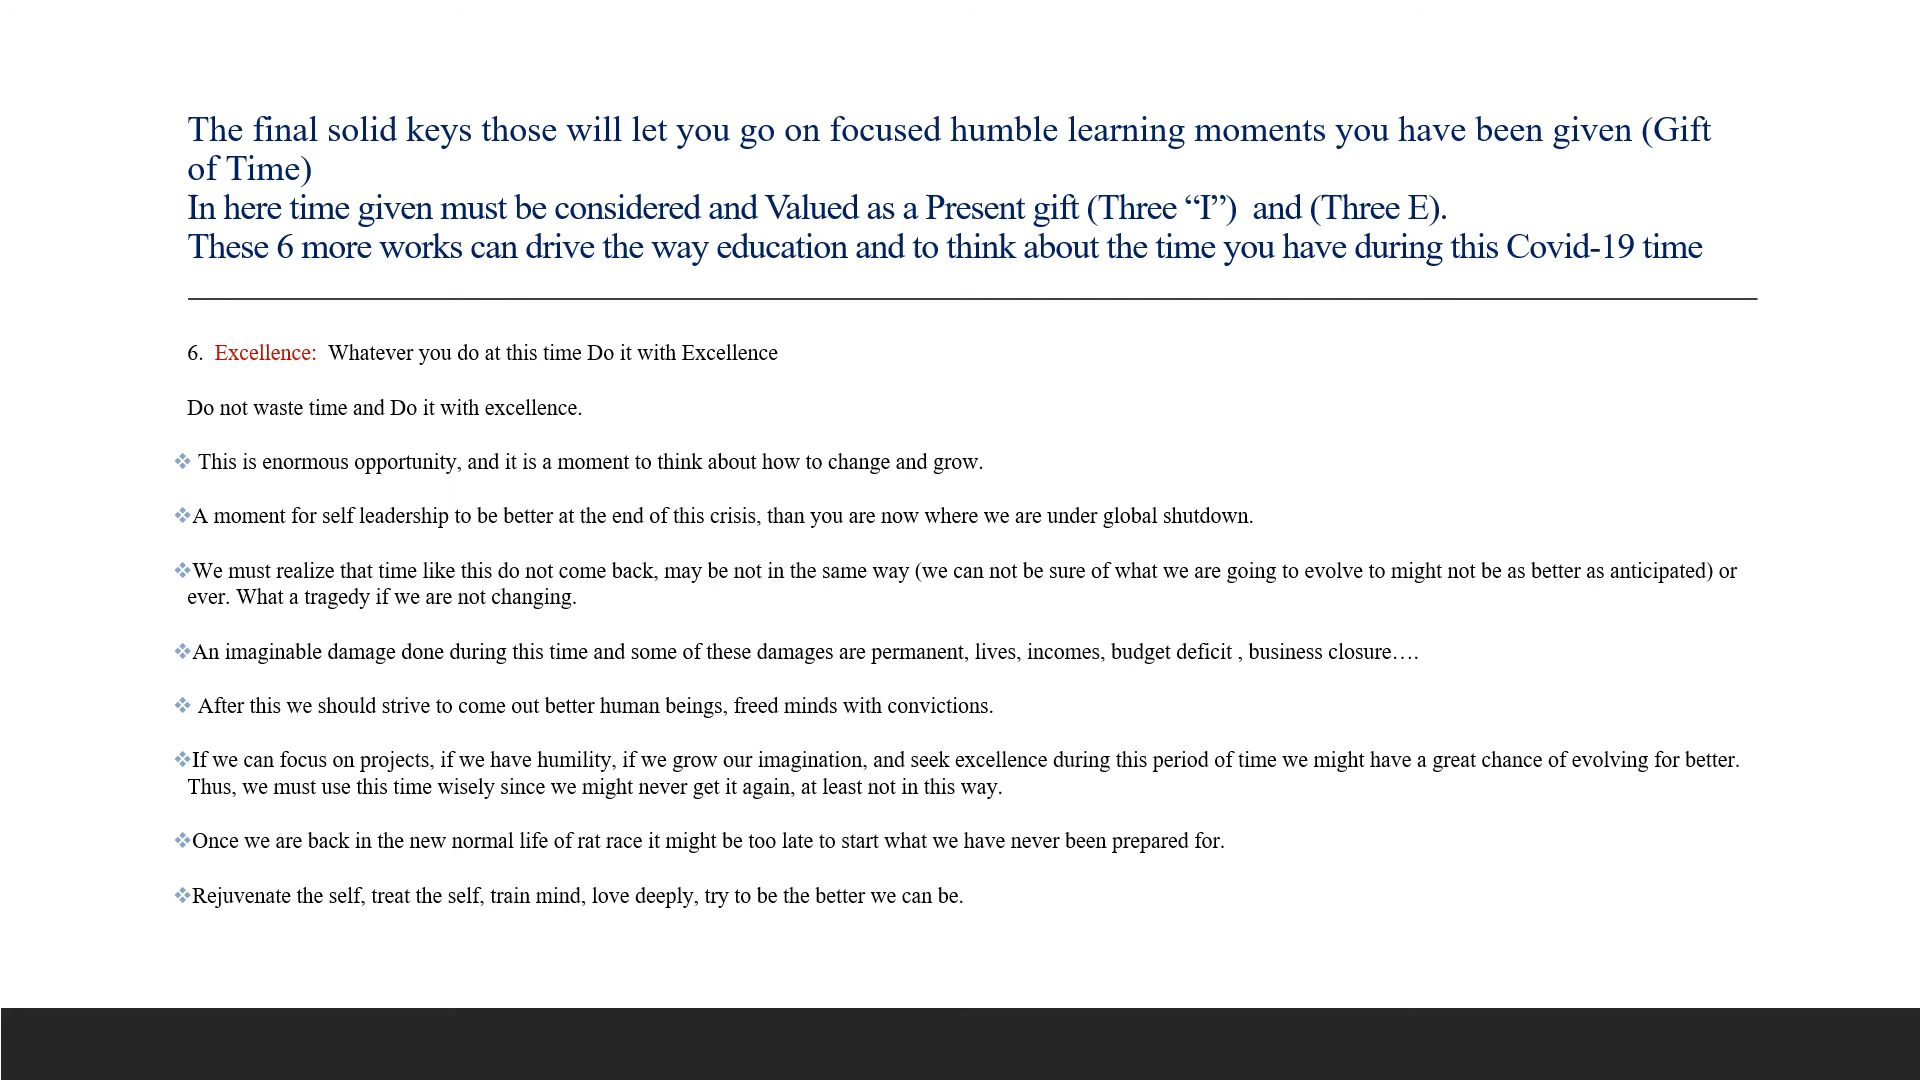 The final solid keys those will let you go on focused humble learning moments you have been given (Gift
of Time)
In here time given must be considered and Valued as a Present gift (Three “I”)  and (Three E).
These 6 more works can drive the way education and to think about the time you have during this Covid-19 time
6.  Excellence:  Whatever you do at this time Do it with Excellence
Do not waste time and Do it with excellence.
❖ This is enormous opportunity, and it is a moment to think about how to change and grow.
❖A moment for self leadership to be better at the end of this crisis, than you are now where we are under global shutdown.
❖We must realize that time like this do not come back, may be not in the same way (we can not be sure of what we are going to evolve to might not be as better as anticipated) or
ever. What a tragedy if we are not changing.
❖An imaginable damage done during this time and some of these damages are permanent, lives, incomes, budget deficit , business closure….
❖ After this we should strive to come out better human beings, freed minds with convictions.
❖If we can focus on projects, if we have humility, if we grow our imagination, and seek excellence during this period of time we might have a great chance of evolving for better.
Thus, we must use this time wisely since we might never get it again, at least not in this way.
❖Once we are back in the new normal life of rat race it might be too late to start what we have never been prepared for.
❖Rejuvenate the self, treat the self, train mind, love deeply, try to be the better we can be.